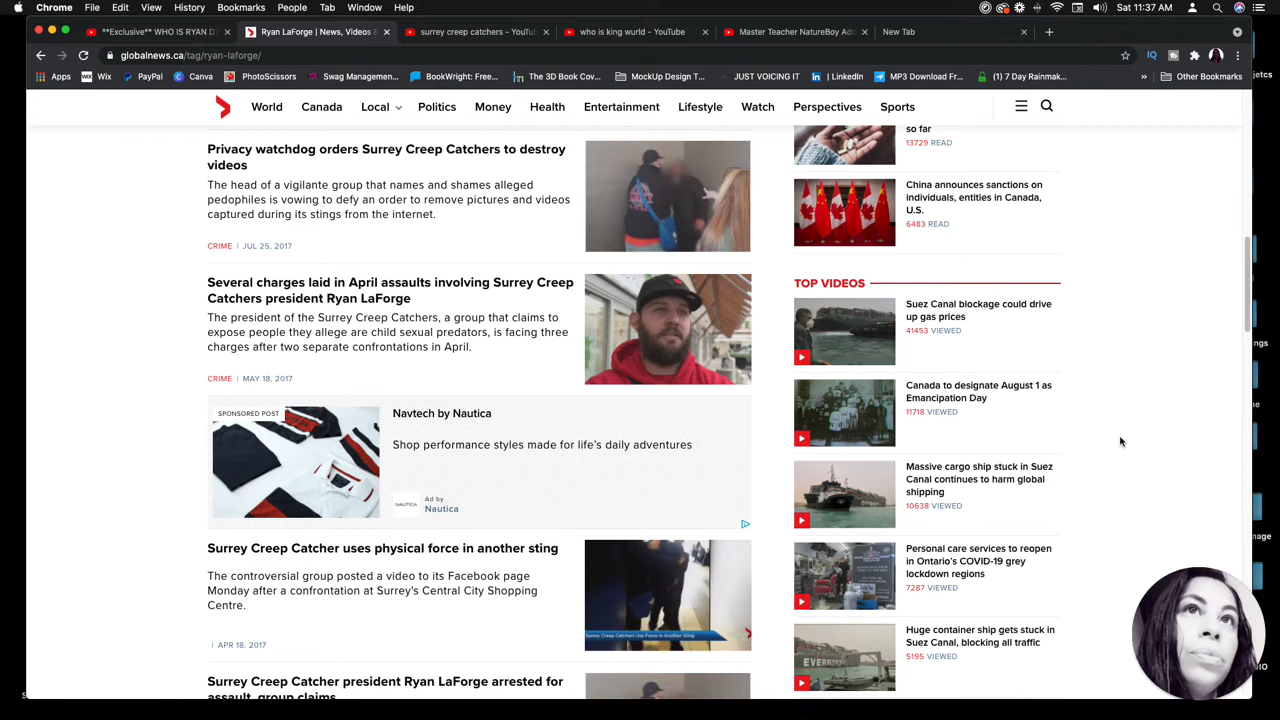 Chrome File Edit View History Bookmarks People Tab Window Help
Sat 11:37 AM
**Exclusive** WHO IS RYAN D
Ryan LaForge | News, Videos &
surrey creep catchers - YouTu
who is king wurld - YouTube
Master Teacher NatureBoy Ad
New Tab
globalnews.ca/tag/ryan-laforge/
Apps Wix PayPal Canva PhotoScissors Swag Managemen... BookWright: Free... The 3D Book Cov... MockUp Design T... JUST VOICING IT LinkedIn MP3 Download Fr... (1) 7 Day Rainmak... » Other Bookmarks
World Canada Local Politics Money Health Entertainment Lifestyle Watch Perspectives Sports
Privacy watchdog orders Surrey Creep Catchers to destroy
videos
The head of a vigilante group that names and shames alleged
pedophiles is vowing to defy an order to remove pictures and videos
captured during its stings from the internet.
CRIME | JUL 25, 2017
Several charges laid in April assaults involving Surrey Creep
Catchers president Ryan LaForge
The president of the Surrey Creep Catchers, a group that claims to
expose people they allege are child sexual predators, is facing three
charges after two separate confrontations in April.
CRIME | MAY 18, 2017
SPONSORED POST
Navtech by Nautica
Shop performance styles made for life's daily adventures
NAUTICA
Ad by
Nautica
Surrey Creep Catcher uses physical force in another sting
The controversial group posted a video to its Facebook page
Monday after a confrontation at Surrey's Central City Shopping
Centre.
| APR 18, 2017
Surrey Creep Catchers Use Force in Another Sting
Surrey Creep Catcher president Ryan LaForge arrested for
assault, group claims
so far
13729 READ
China announces sanctions on
individuals, entities in Canada,
U.S.
6483 READ
TOP VIDEOS
Suez Canal blockage could drive
up gas prices
41453 VIEWED
Canada to designate August 1 as
Emancipation Day
11718 VIEWED
Massive cargo ship stuck in Suez
Canal continues to harm global
shipping
10638 VIEWED
Personal care services to reopen
in Ontario's COVID-19 grey
lockdown regions
7287 VIEWED
Huge container ship gets stuck in
Suez Canal, blocking all traffic
5195 VIEWED
EVERGREEN